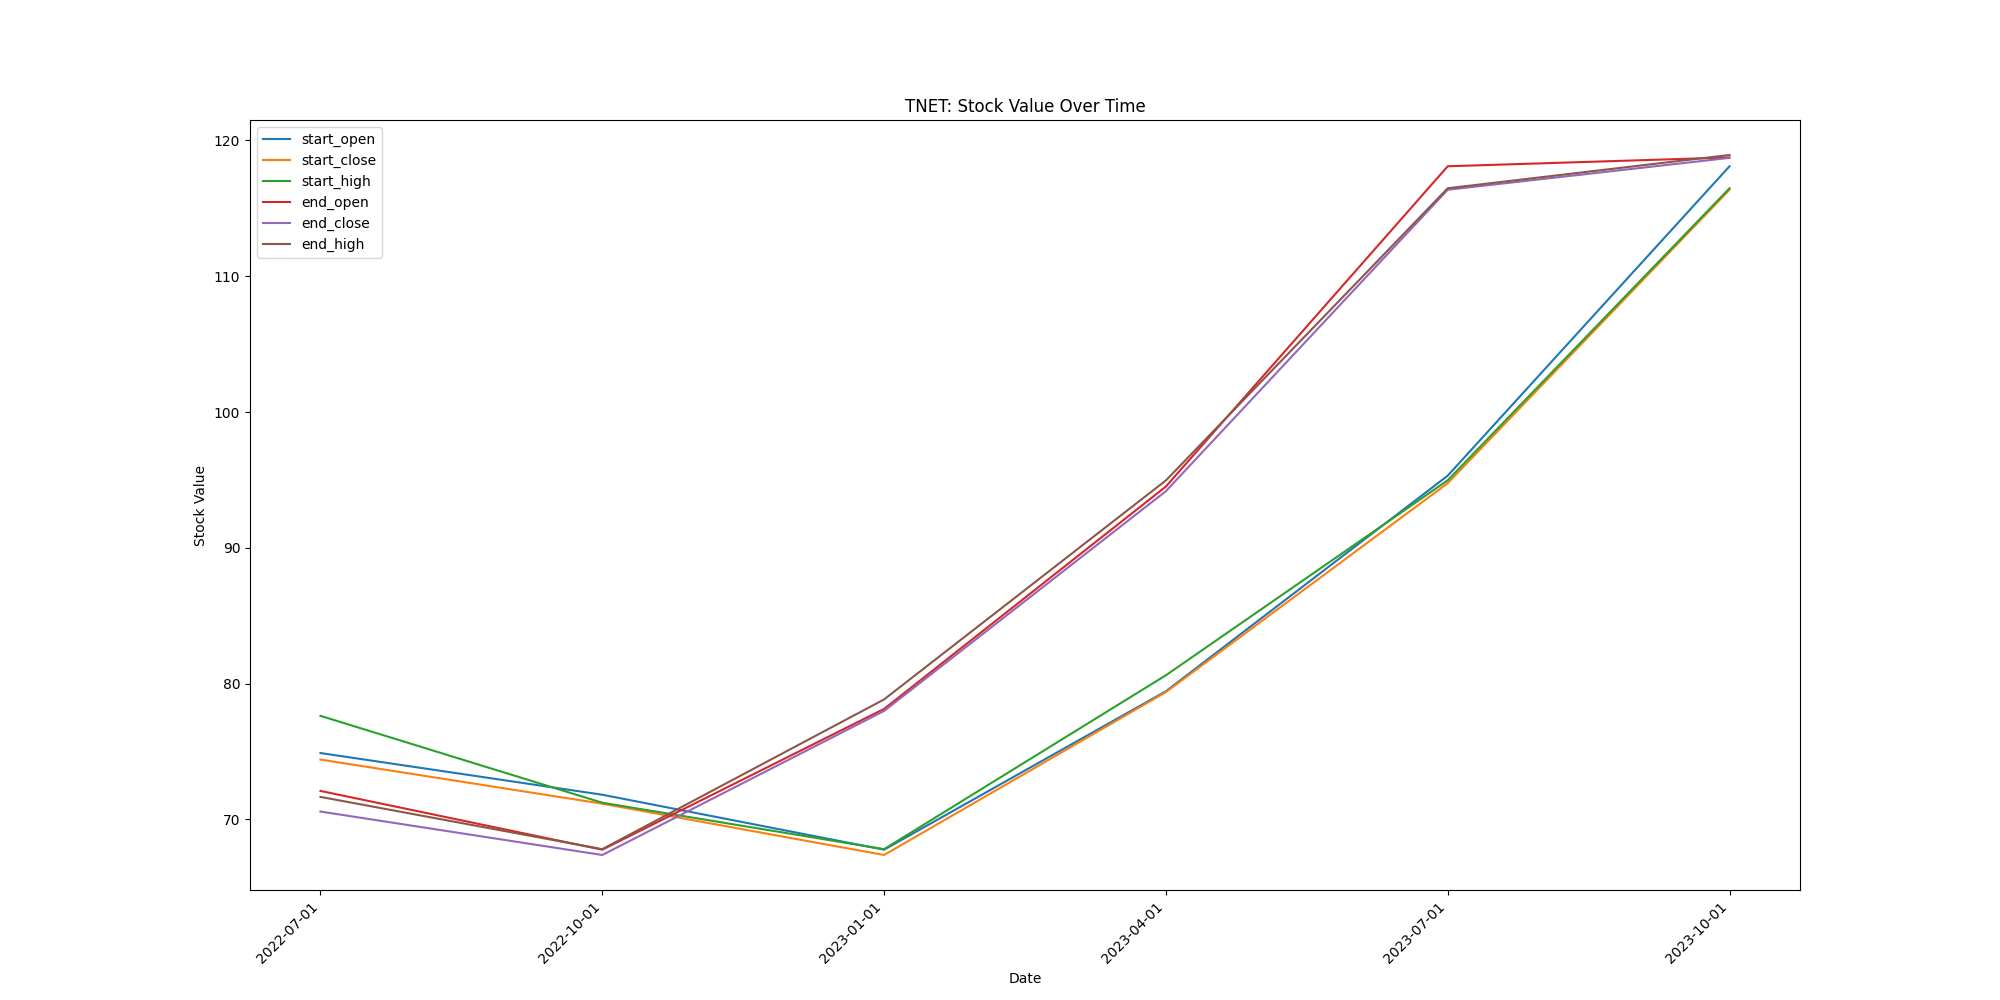 TNET: Stock Value Over Time
start_open
start_close
start_high
end_open
end_close
end_high
120
110
100
90
80
70
Stock Value
2022-07-01
2022-10-01
2023-01-01
2023-04-01
2023-07-01
2023-10-01
Date